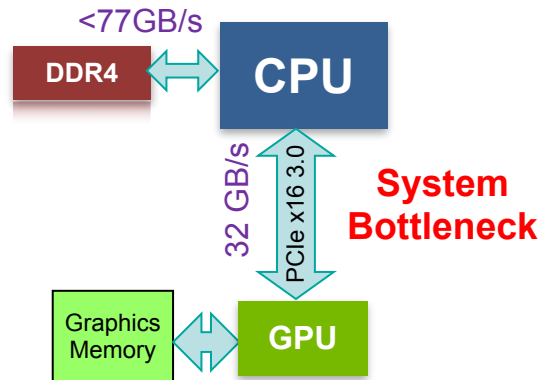 <77GB/s
DDR4
CPU
32 GB/s
PCIe x16 3.0
System
Bottleneck
Graphics
Memory
GPU